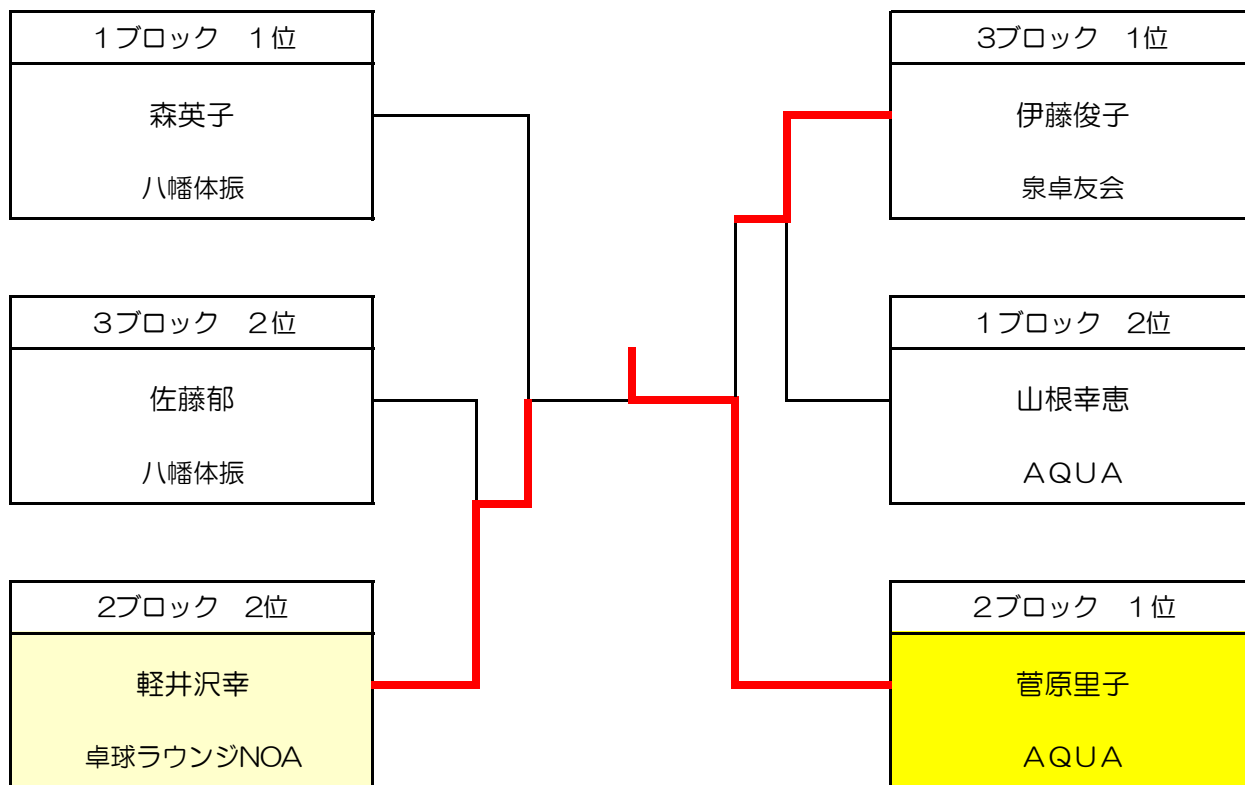 １ブロック　１位
森英子
八幡体振
３ブロック　２位
佐藤郁
八幡体振
2ブロック　2位
軽井沢幸
卓球ラウンジNOA
3ブロック　1位
伊藤俊子
泉卓友会
１ブロック　2位
山根幸恵
ＡＱＵＡ
２ブロック　１位
菅原里子
ＡＱＵＡ